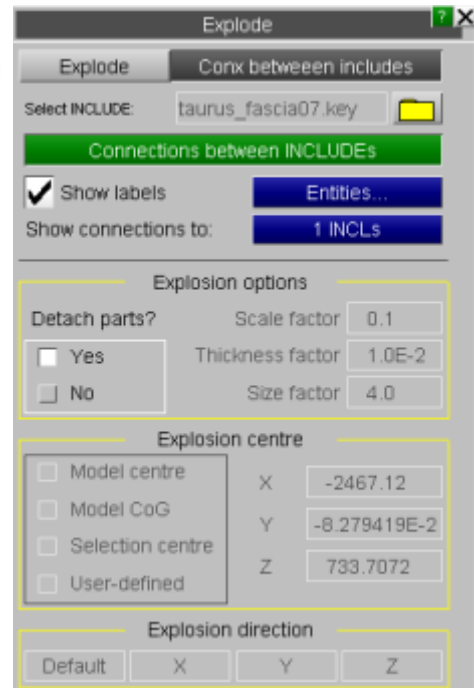 Explode ? X
Explode Conx betweeen includes
Select INCLUDE: taurus_fascia07.key
Connections between INCLUDEs
Show labels Entities...
Show connections to: 1 INCLs
Explosion options
Detach parts? Scale factor 0.1
Yes Thickness factor 1.0E-2
No Size factor 4.0
Explosion centre
Model centre X -2467.12
Model CoG Y -8.279419E-2
Selection centre Z 733.7072
User-defined
Explosion direction
Default X Y Z